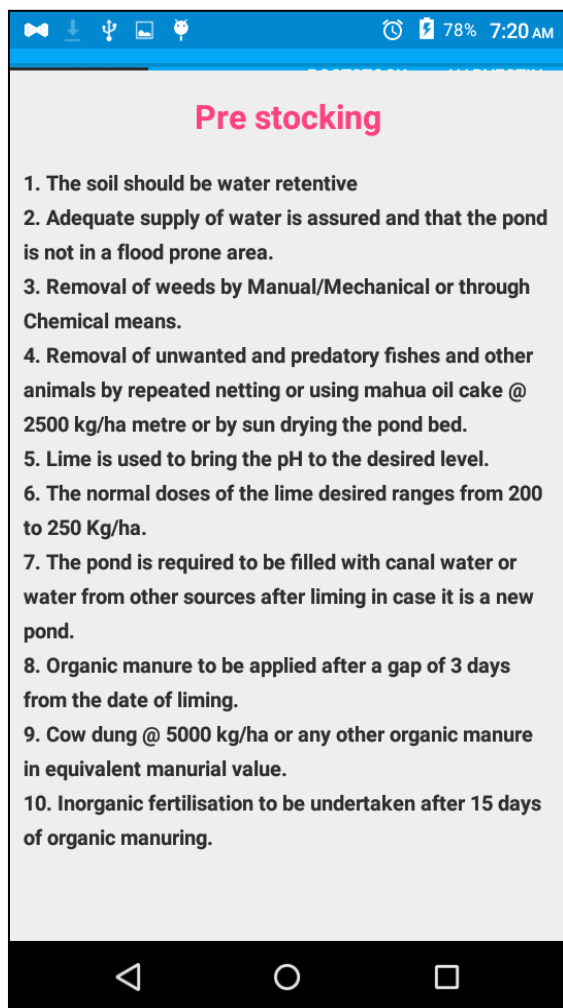 78% 7:20 AM
Pre stocking
1. The soil should be water retentive
2. Adequate supply of water is assured and that the pond
is not in a flood prone area.
3. Removal of weeds by Manual/Mechanical or through
Chemical means.
4. Removal of unwanted and predatory fishes and other
animals by repeated netting or using mahua oil cake @
2500 kg/ha metre or by sun drying the pond bed.
5. Lime is used to bring the pH to the desired level.
6. The normal doses of the lime desired ranges from 200
to 250 Kg/ha.
7. The pond is required to be filled with canal water or
water from other sources after liming in case it is a new
pond.
8. Organic manure to be applied after a gap of 3 days
from the date of liming.
9. Cow dung @ 5000 kg/ha or any other organic manure
in equivalent manurial value.
10. Inorganic fertilisation to be undertaken after 15 days
of organic manuring.